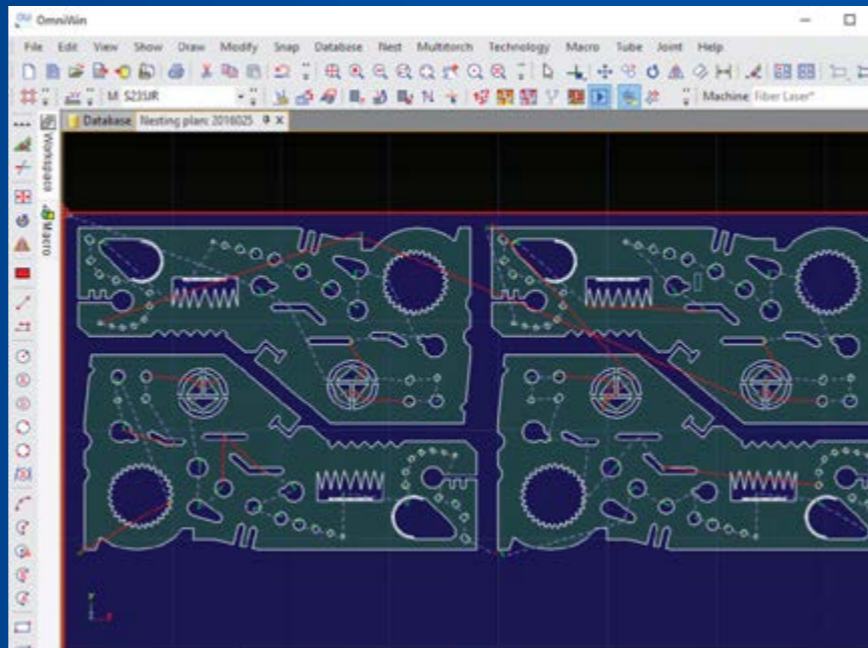 OmniWin
File Edit View Show Draw Modify Snap Database Nest Multitorch Technology Macro Tube Joint Help
M S235JR Machine Fiber Laser*
Database Nesting plan: 2016025
Workspace
Macro